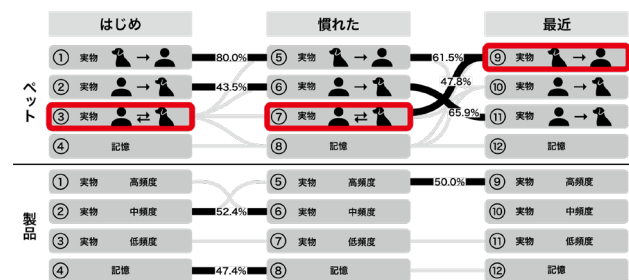 はじめ 慣れた 最近
ペット
① 実物 80.0% ⑤ 実物 61.5% ⑨ 実物
② 実物 43.5% ⑥ 実物 47.8% ⑩ 実物
③ 実物 ⑦ 実物 65.9% ⑪ 実物
④ 記憶 ⑧ 記憶 ⑫ 記憶
製品
① 実物 高頻度 ⑤ 実物 高頻度 50.0% ⑨ 実物 高頻度
② 実物 中頻度 52.4% ⑥ 実物 中頻度 ⑩ 実物 中頻度
③ 実物 低頻度 ⑦ 実物 低頻度 ⑪ 実物 低頻度
④ 記憶 47.4% ⑧ 記憶 ⑫ 記憶